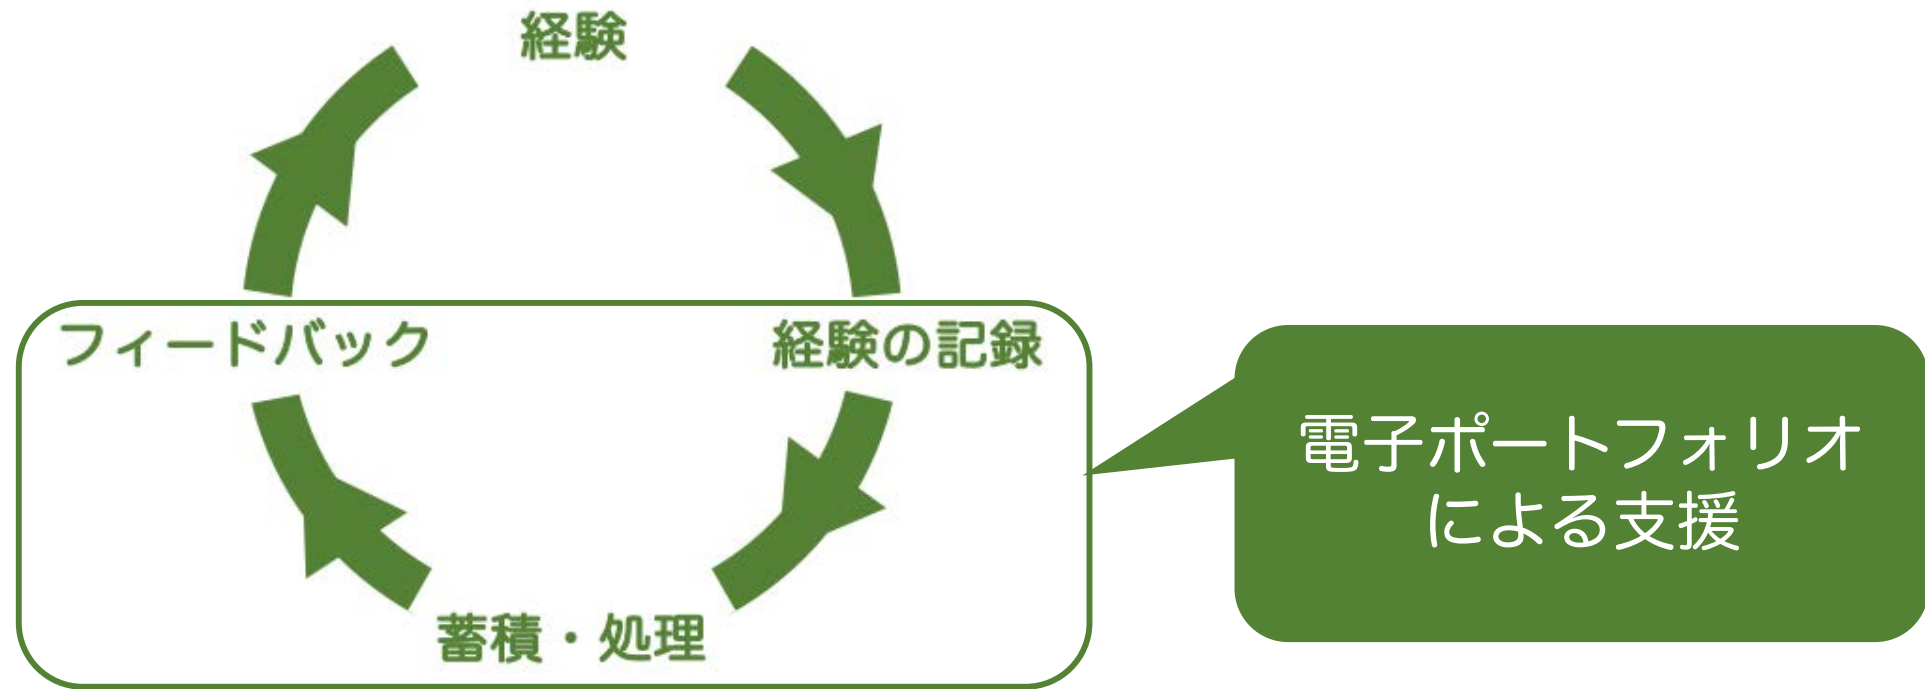 経験
フィードバック
経験の記録
蓄積・処理
電子ポートフォリオ
による支援